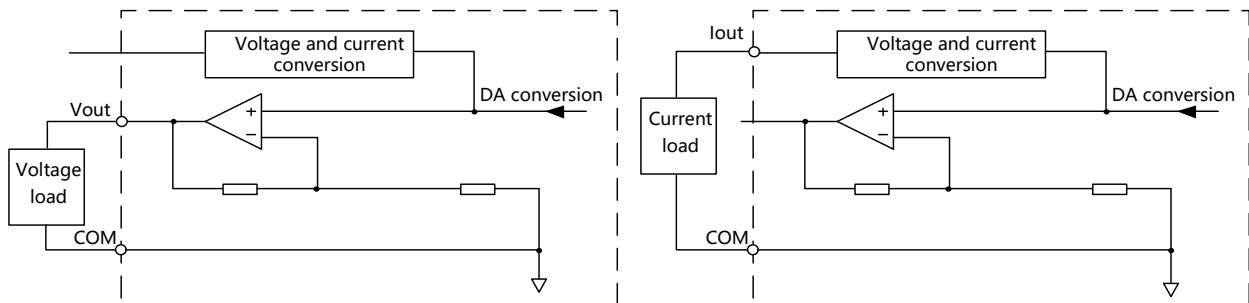 Voltage and current
conversion
DA conversion
Vout
+
−
Voltage
load
COM
Iout
Voltage and current
conversion
DA conversion
+
−
Current
load
COM